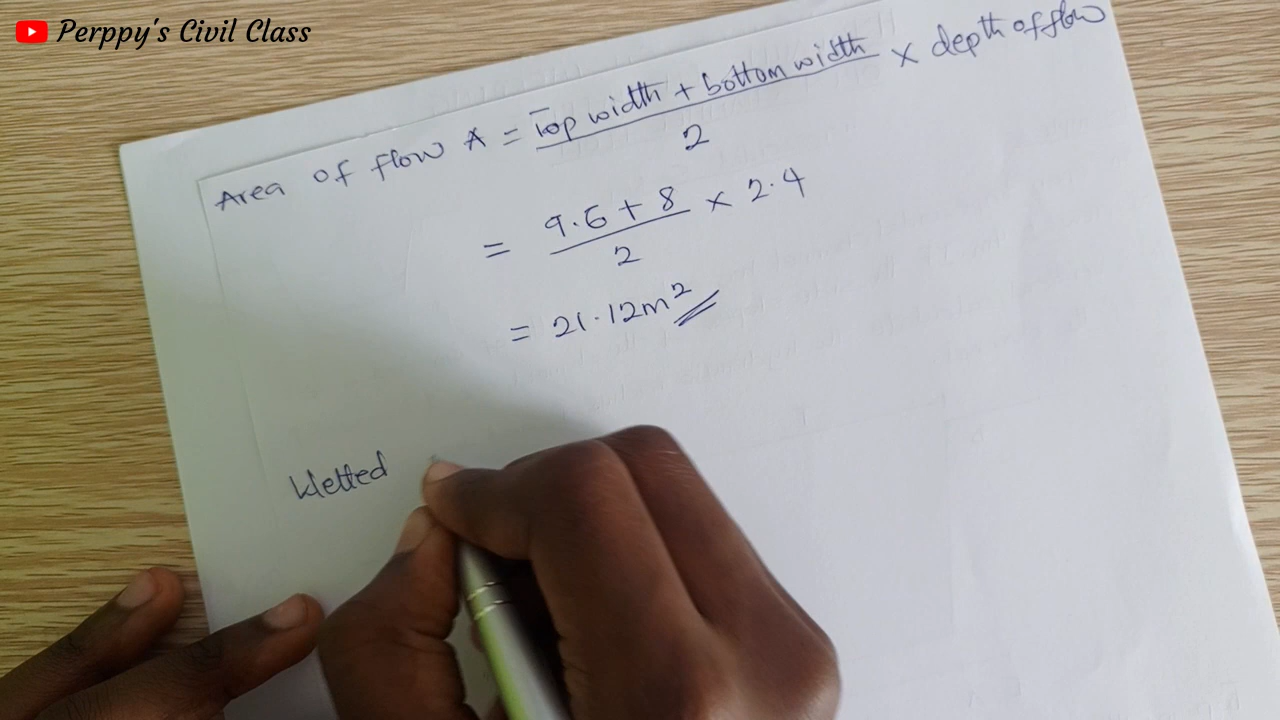 Perppy's Civil Class
Area of flow A = Top width + bottom width / 2 × depth of flow
= 9.6 + 8 / 2 × 2.4
= 21.12m²
Wetted